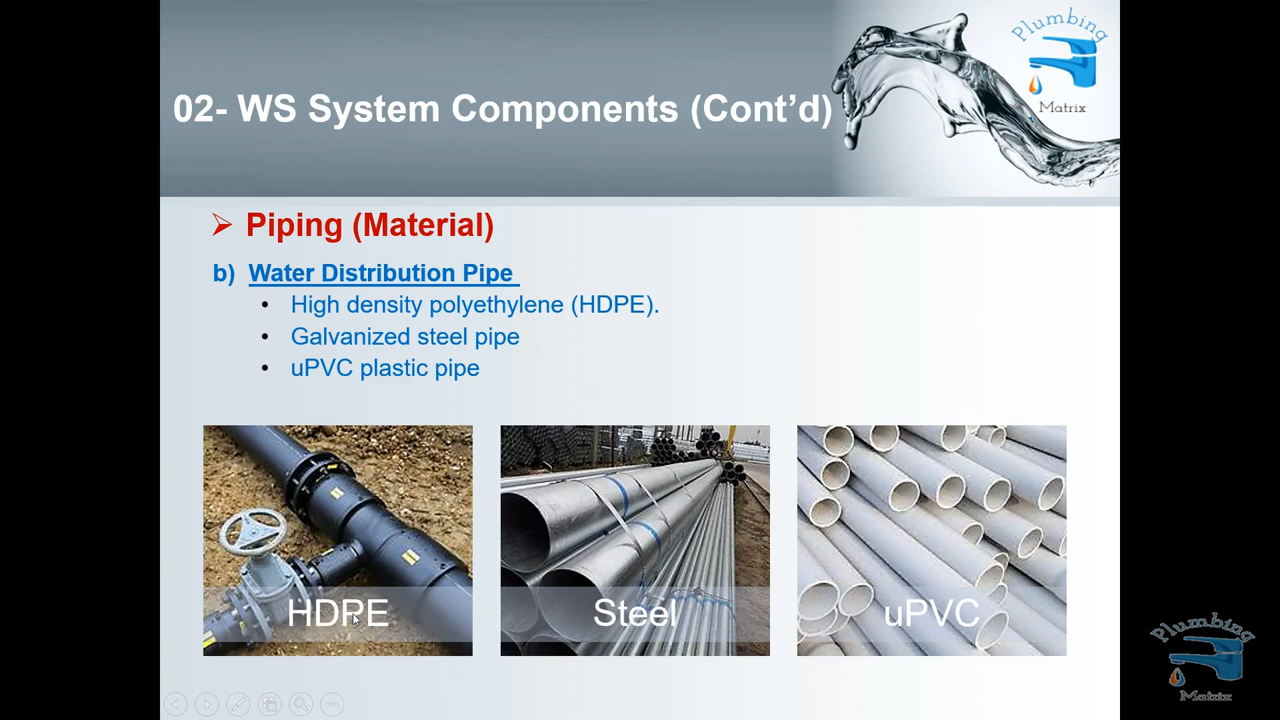 Plumbing
Matrix
02- WS System Components (Cont’d)
➢ Piping (Material)
b) Water Distribution Pipe
• High density polyethylene (HDPE).
• Galvanized steel pipe
• uPVC plastic pipe
HDPE
Steel
uPVC
Plumbing
Matrix